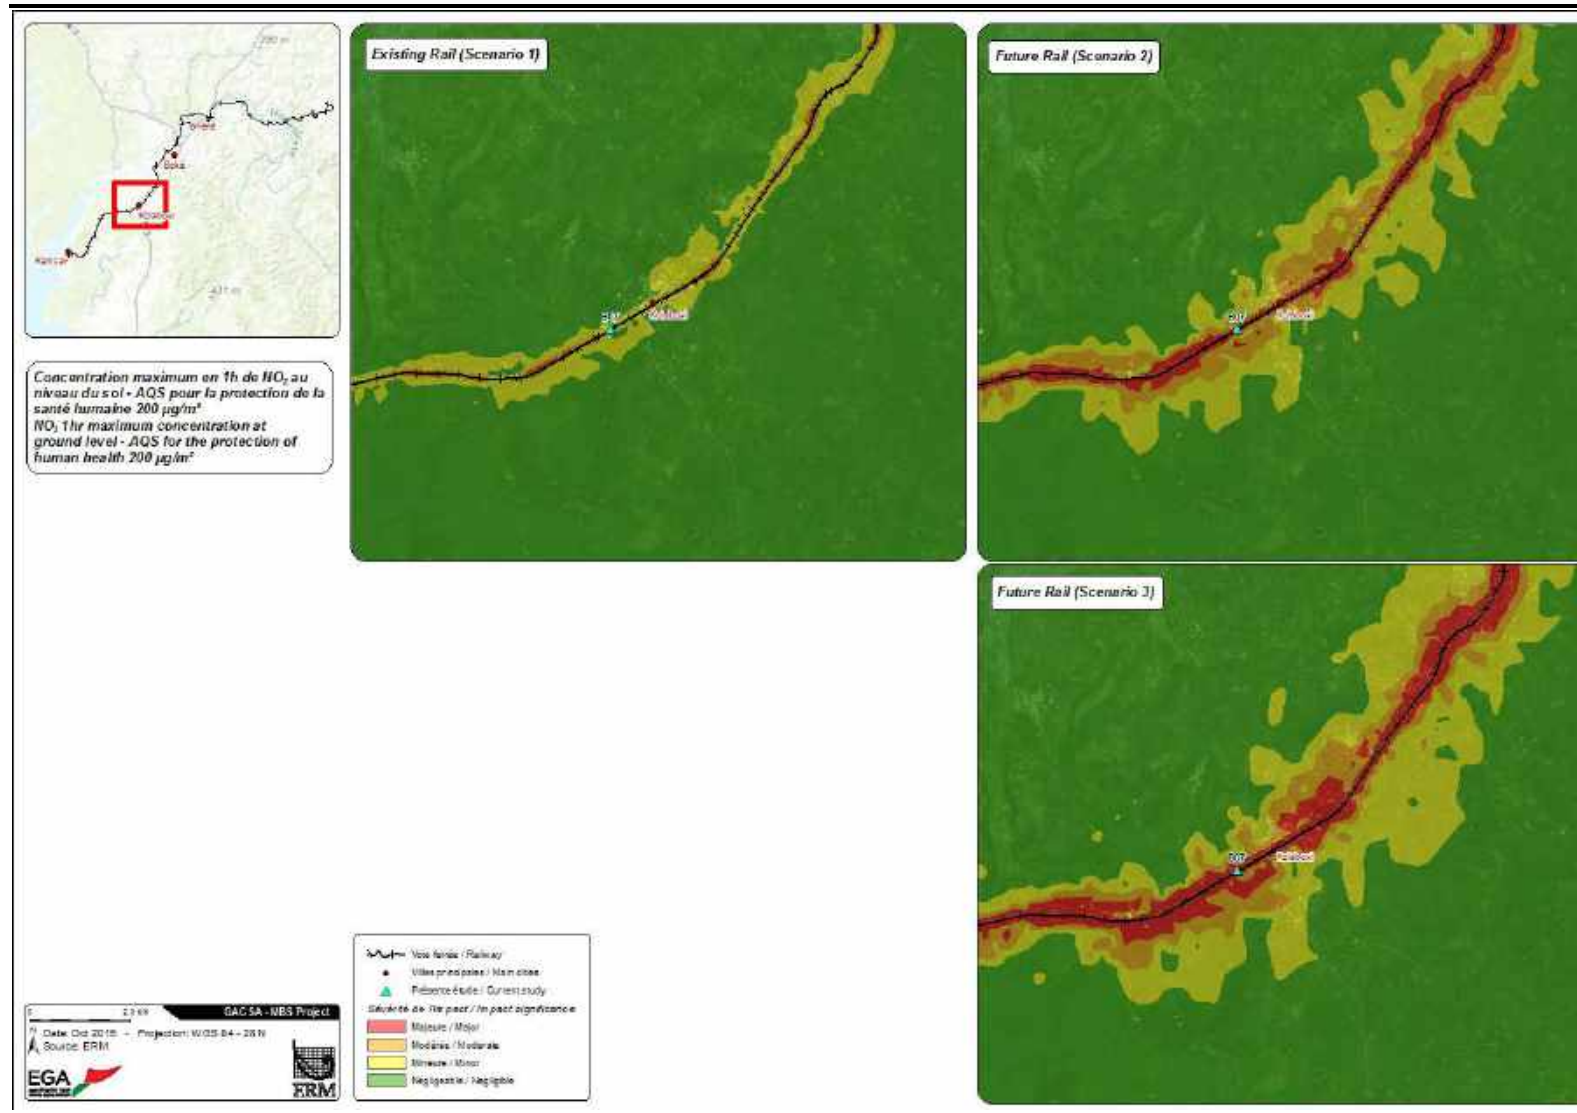 Existing Rail (Scenario 1)
Future Rail (Scenario 2)
Boke
Concentration maximum en 1h de NO₂ au
niveau du sol - AQS pour la protection de la
santé humaine 200 µg/m³
NO₂ 1hr maximum concentration at
ground level - AQS for the protection of
human health 200 µg/m³
Future Rail (Scenario 3)
Voie ferrée / Railway
Villes principales / Main cities
Présente étude / Current study
Sévérité de l'impact / Impact significance
Majeure / Major
Modérée / Moderate
Mineure / Minor
Négligeable / Negligible
GAC SA - MBS Project
Projection: WGS 84 - 28N
Source: ERM
EGA
ERM